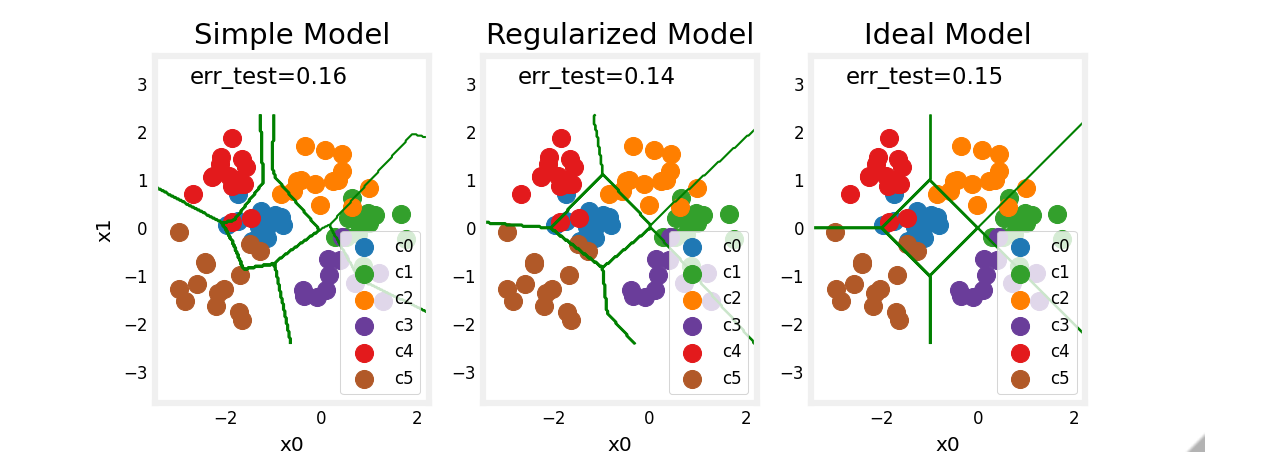 Simple Model
err_test=0.16
3
2
1
0
−1
−2
−3
x1
c0
c1
c2
c3
c4
c5
−2 0 2
x0
Regularized Model
err_test=0.14
3
2
1
0
−1
−2
−3
c0
c1
c2
c3
c4
c5
−2 0 2
x0
Ideal Model
err_test=0.15
3
2
1
0
−1
−2
−3
c0
c1
c2
c3
c4
c5
−2 0 2
x0